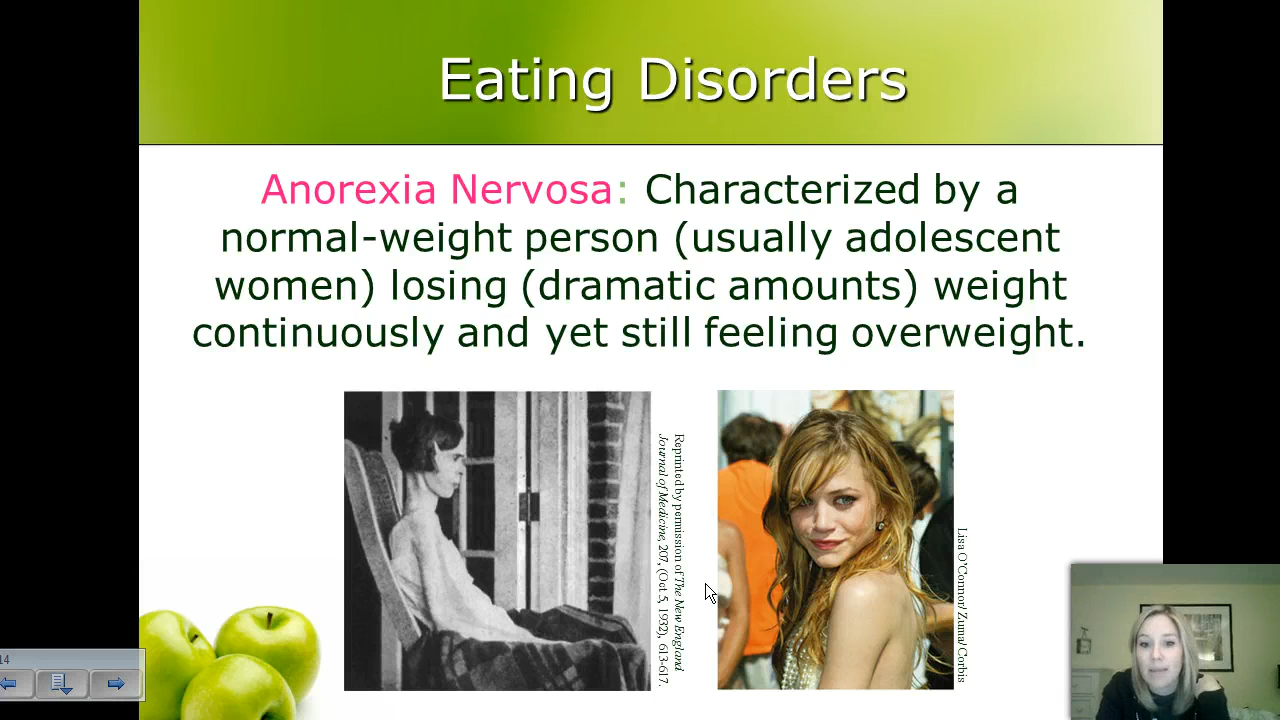 Eating Disorders
Anorexia Nervosa: Characterized by a
normal-weight person (usually adolescent
women) losing (dramatic amounts) weight
continuously and yet still feeling overweight.
Reprinted by permission of The New England
Journal of Medicine, 207, (Oct 5, 1932), 613-617.
Lisa O'Connor/Zuma/Corbis
14